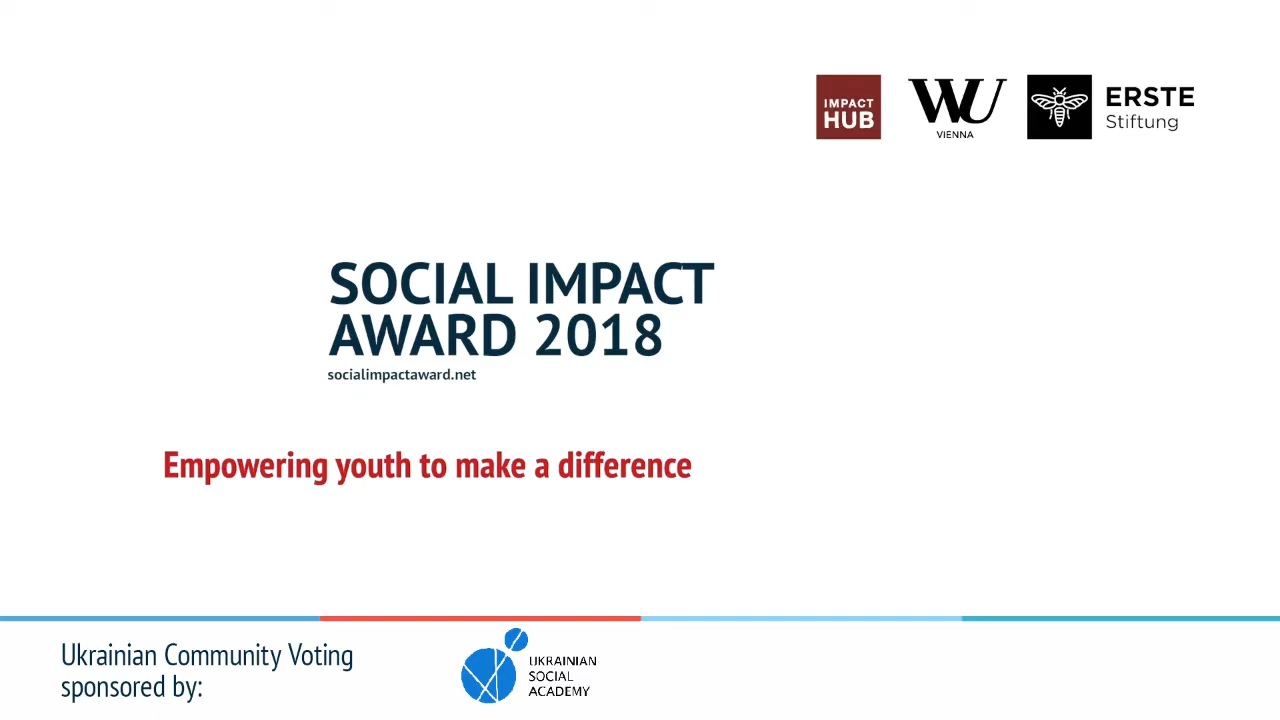 IMPACT
HUB
WU
VIENNA
ERSTE
Stiftung
SOCIAL IMPACT
AWARD 2018
socialimpactaward.net
Empowering youth to make a difference
Ukrainian Community Voting
sponsored by:
UKRAINIAN
SOCIAL
ACADEMY